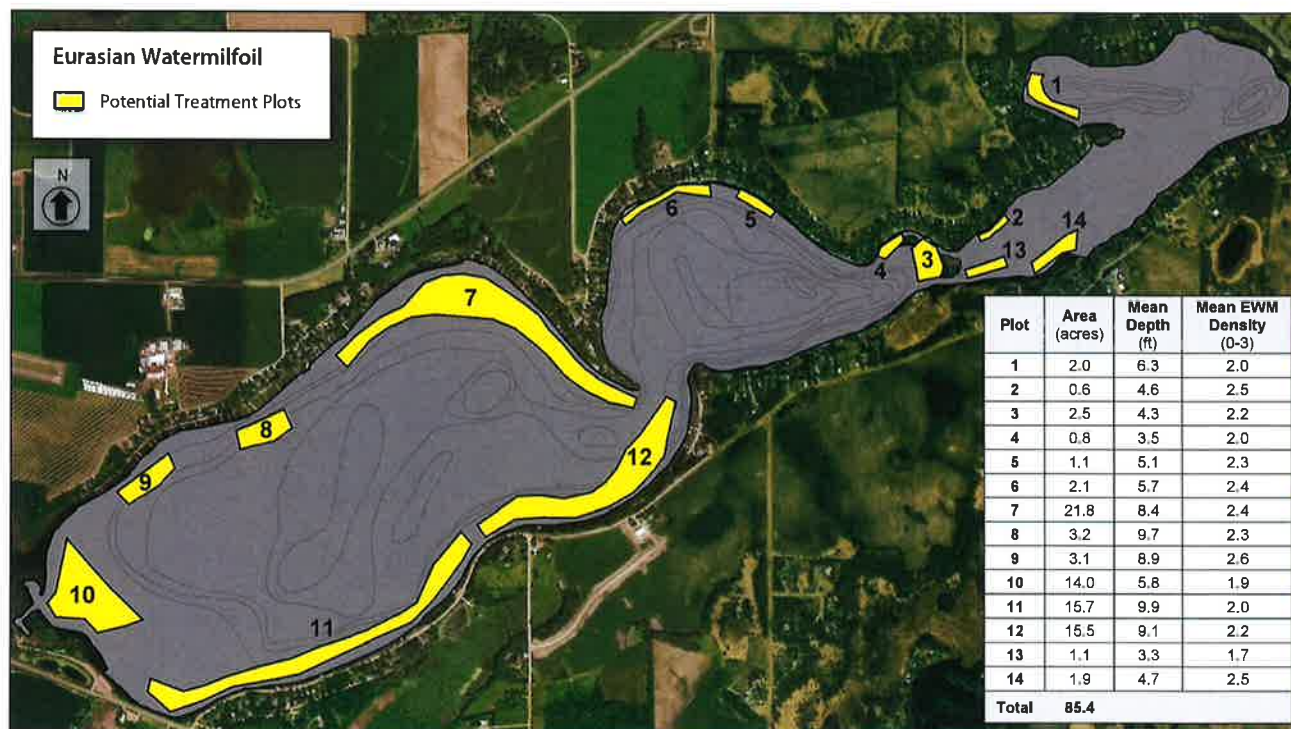 Eurasian Watermilfoil
Potential Treatment Plots
N
1
2
14
13
3
4
5
6
7
8
9
10
11
12
Plot Area (acres) Mean Depth (ft) Mean EWM Density (0-3)
1 2.0 6.3 2.0
2 0.6 4.6 2.5
3 2.5 4.3 2.2
4 0.8 3.5 2.0
5 1.1 5.1 2.3
6 2.1 5.7 2.4
7 21.8 8.4 2.4
8 3.2 9.7 2.3
9 3.1 8.9 2.6
10 14.0 5.8 1.9
11 15.7 9.9 2.0
12 15.5 9.1 2.2
13 1.1 3.3 1.7
14 1.9 4.7 2.5
Total 85.4